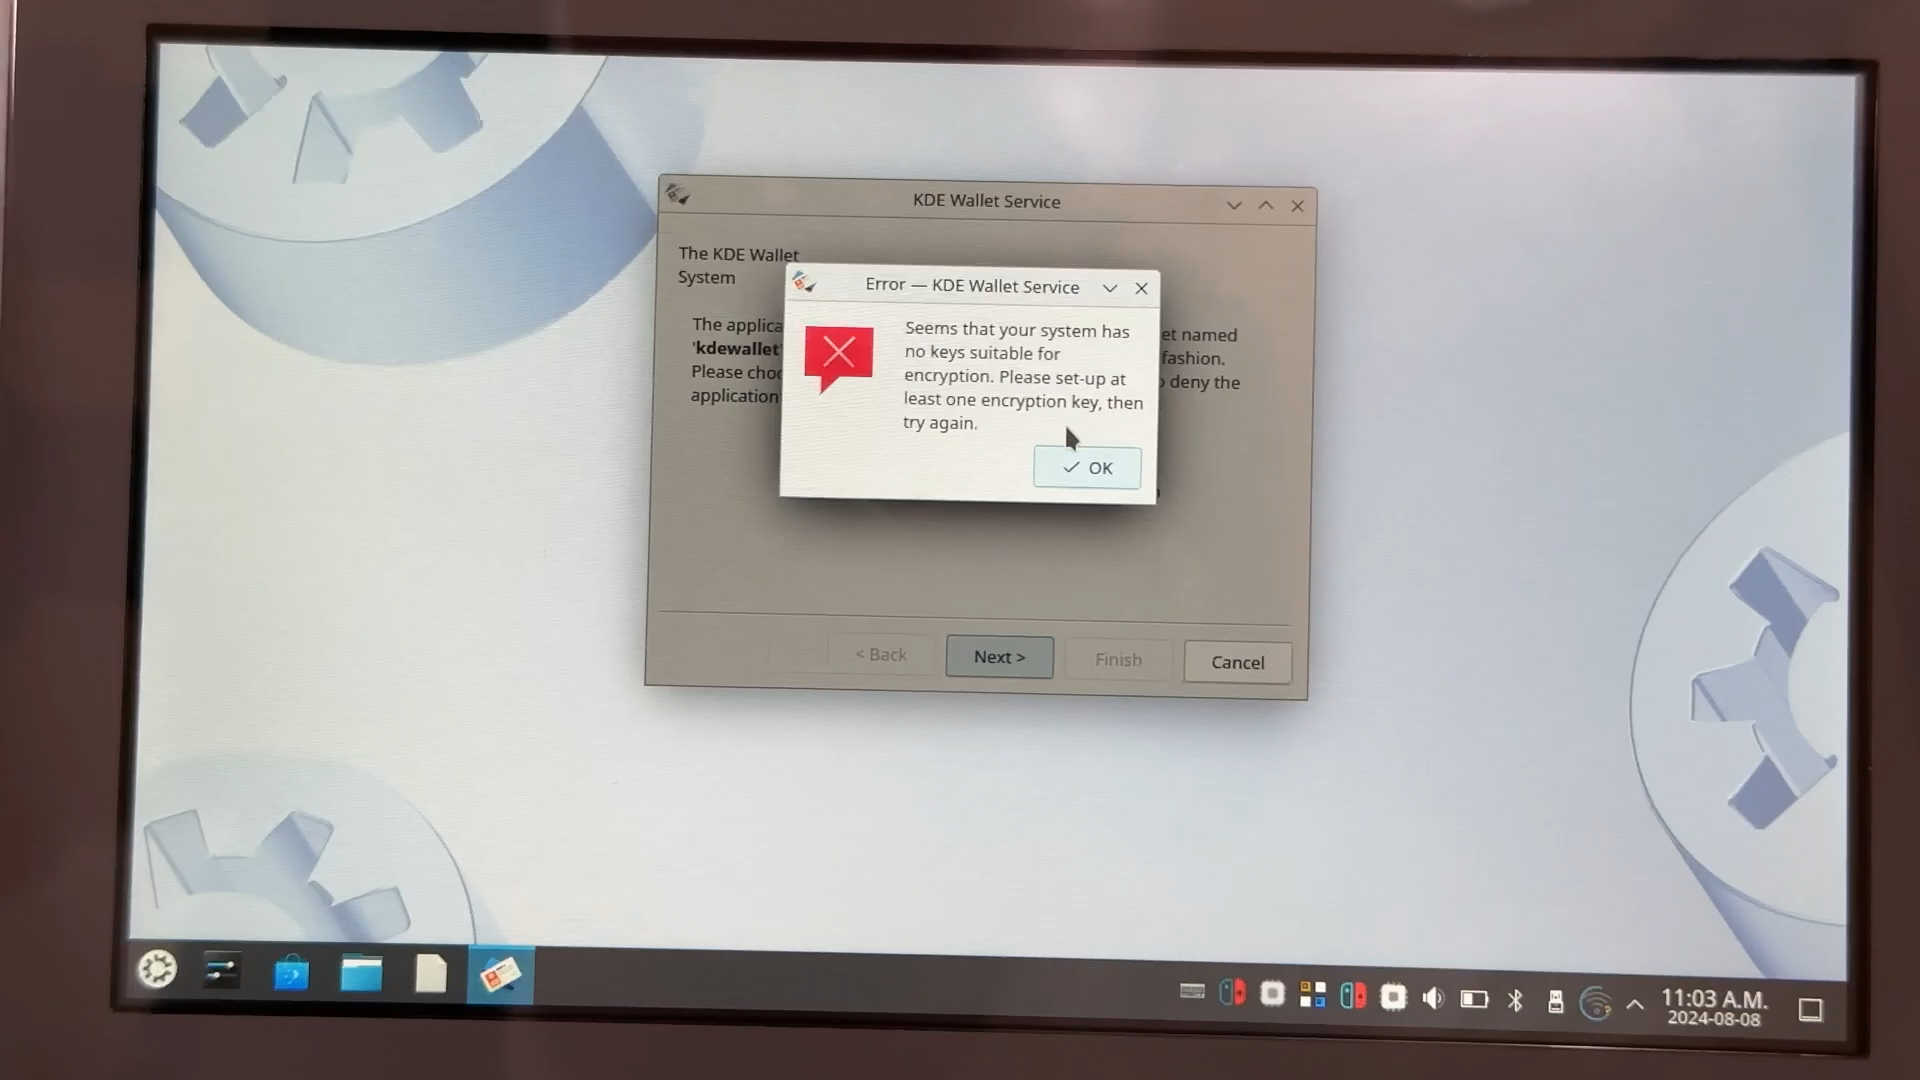 KDE Wallet Service
The KDE Wallet
System
The applica
et named
'kdewallet'
fashion.
Please choo
o deny the
application
Error — KDE Wallet Service
Seems that your system has
no keys suitable for
encryption. Please set-up at
least one encryption key, then
try again.
OK
< Back
Next >
Finish
Cancel
11:03 A.M.
2024-08-08